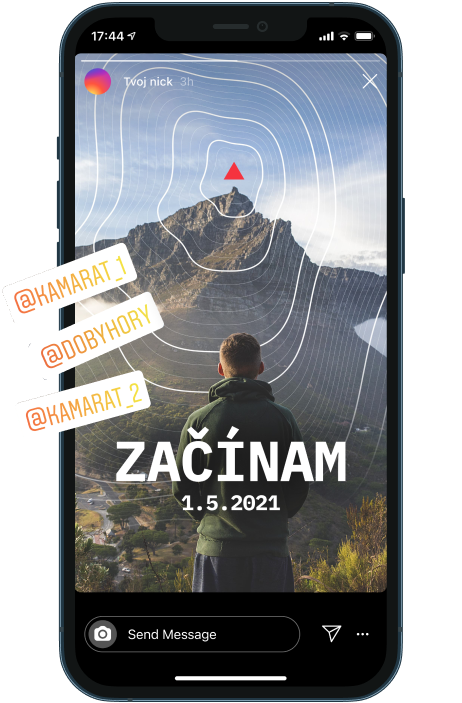 17:44
Tvoj nick 3h
@KAMARAT_1
@DOBYHORY
@KAMARAT_2
ZAČÍNAM
1.5.2021
Send Message